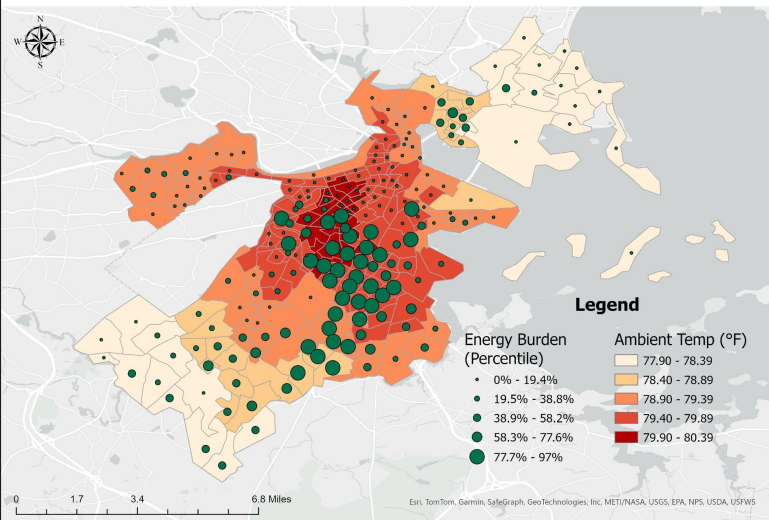 N
W E
S
Legend
Energy Burden
(Percentile)
0% - 19.4%
19.5% - 38.8%
38.9% - 58.2%
58.3% - 77.6%
77.7% - 97%
Ambient Temp (°F)
77.90 - 78.39
78.40 - 78.89
78.90 - 79.39
79.40 - 79.89
79.90 - 80.39
0 1.7 3.4 6.8 Miles
Esri, TomTom, Garmin, SafeGraph, GeoTechnologies, Inc, METI/NASA, USGS, EPA, NPS, USDA, USFWS